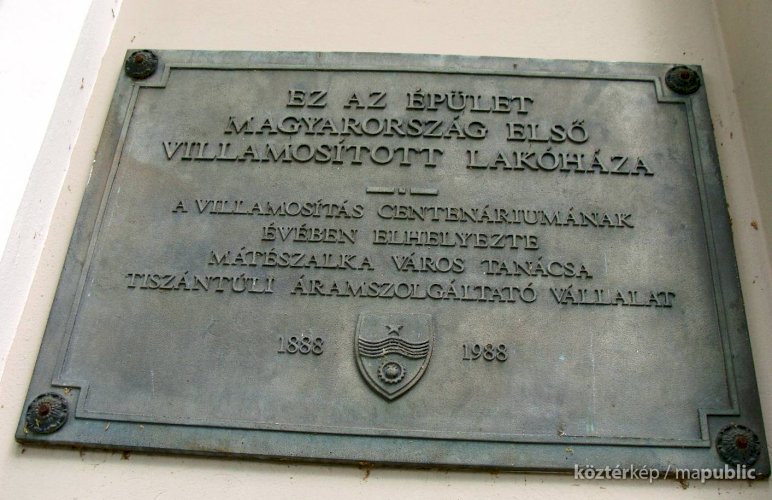 EZ AZ ÉPÜLET
MAGYARORSZÁG ELSŐ
VILLAMOSÍTOTT LAKÓHÁZA
A VILLAMOSÍTÁS CENTENÁRIUMÁNAK
ÉVÉBEN ELHELYEZTE
MÁTÉSZALKA VÁROS TANÁCSA
TISZÁNTÚLI ÁRAMSZOLGÁLTATÓ VÁLLALAT
1888 1988
köztérkép / mapublic